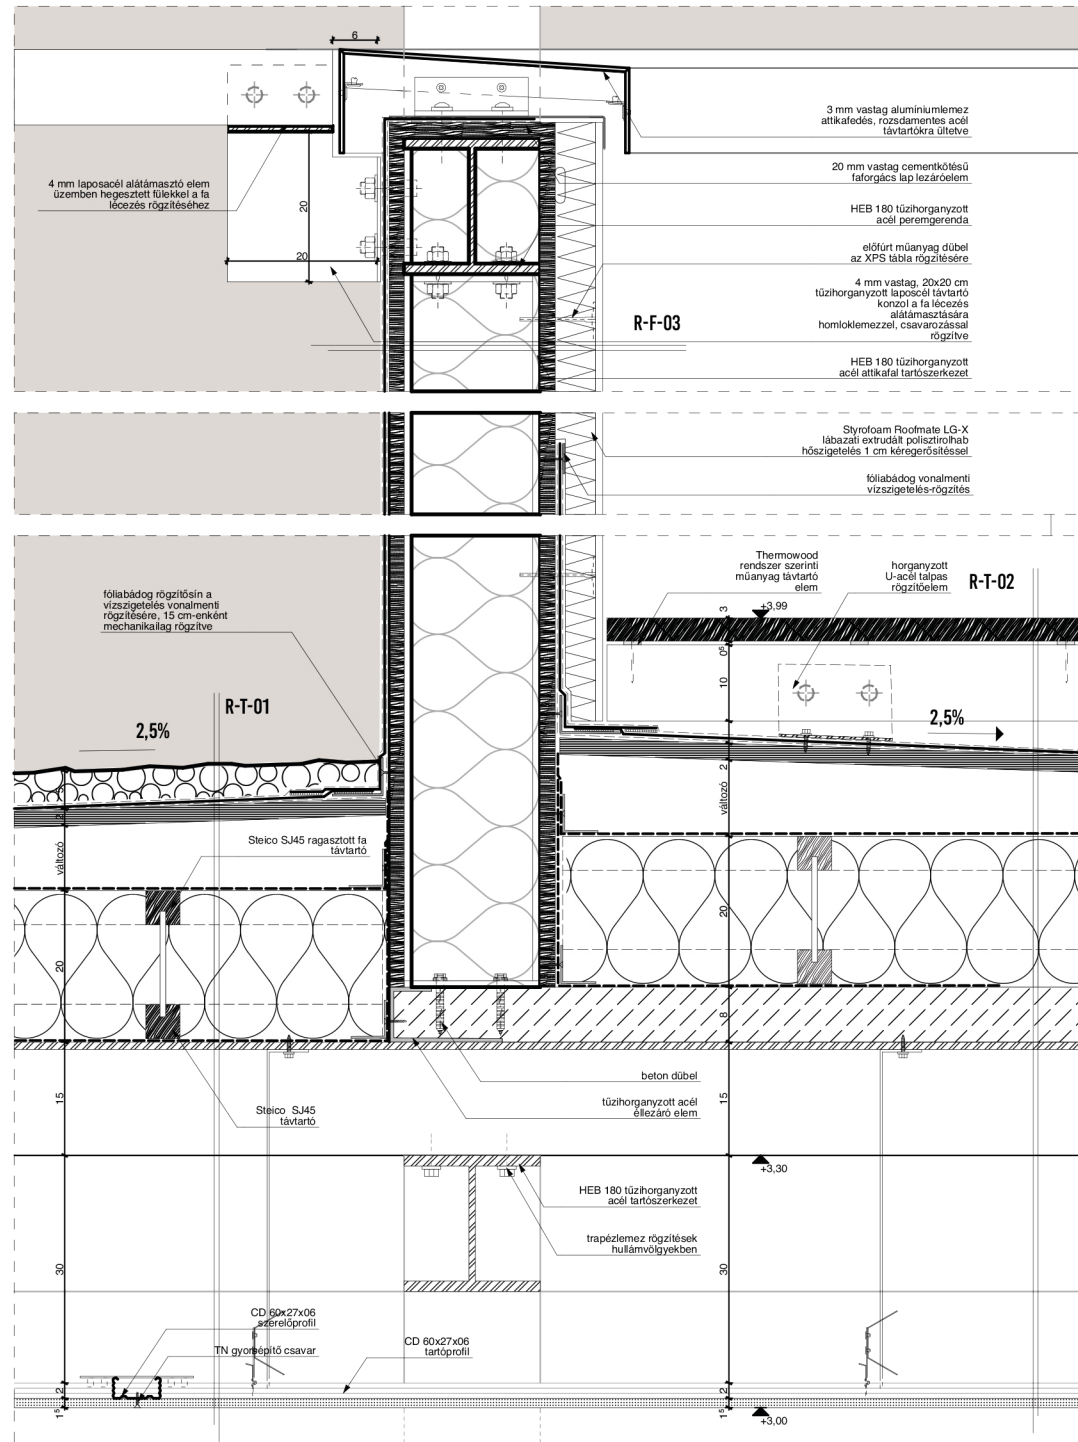 6
3 mm vastag alumíniumlemez
attikafedés, rozsdamentes acél
távtartókra ültetve
20 mm vastag cementkötésű
faforgács lap lezáróelem
4 mm laposacél alátámasztó elem
üzemben hegesztett fülekkel a fa
lécezés rögzítéséhez
20
HEB 180 tűzihorganyzott
acél peremgerenda
előfúrt műanyag dübel
az XPS tábla rögzítésére
20
4 mm vastag, 20x20 cm
tűzihorganyzott laposcél távtartó
konzol a fa lécezés
alátámasztására
homloklemezzel, csavarozással
rögzítve
R-F-03
HEB 180 tűzihorganyzott
acél attikafal tartószerkezet
Styrofoam Roofmate LG-X
lábazati extrudált polisztirolhab
hőszigetelés 1 cm kéregerősítéssel
fóliabádog vonalmenti
vízszigetelés-rögzítés
Thermowood
rendszer szerinti
műanyag távtartó
elem
horganyzott
U-acél talpas
rögzítőelem
R-T-02
fóliabádog rögzítősín a
vízszigetelés vonalmenti
rögzítésére, 15 cm-enként
mechanikailag rögzítve
3
+3,99
0⁵
10
R-T-01
2,5%
2,5%
2
változó
5
2
változó
Steico SJ45 ragasztott fa
távtartó
20
20
8
beton dübel
tűzihorganyzott acél
éllezáró elem
15
15
Steico SJ45
távtartó
+3,30
HEB 180 tűzihorganyzott
acél tartószerkezet
trapézlemez rögzítések
hullámvölgyekben
30
30
CD 60x27x06
szerelőprofil
TN gyorsépítő csavar
CD 60x27x06
tartóprofil
2
2
1⁵
1⁵
+3,00